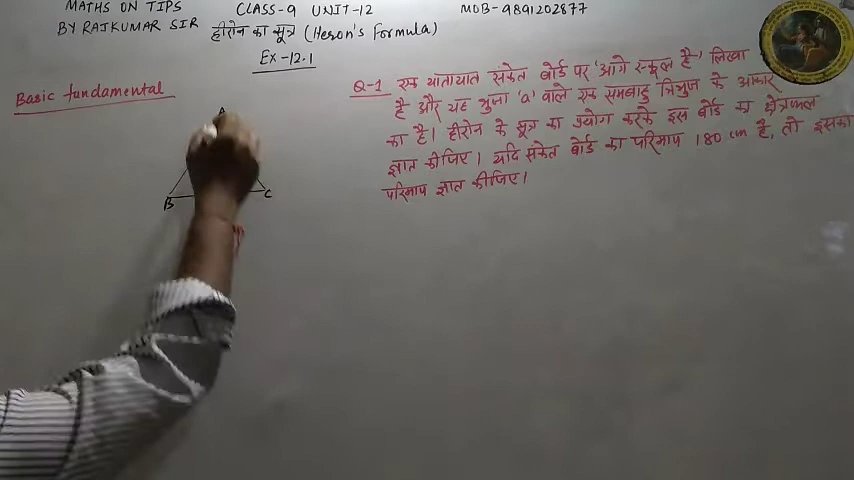 MATHS ON TIPS CLASS-9 UNIT-12 MOB-9891202877
BY RAJKUMAR SIR हीरोन का सूत्र (Heron's Formula)
Ex-12.1
Basic fundamental
Q-1 एक यातायात संकेत बोर्ड पर 'आगे स्कूल है' लिखा
है और यह भुजा 'a' वाले एक समबाहु त्रिभुज के आकार
का है। हीरोन के सूत्र का प्रयोग करके इस बोर्ड का क्षेत्रफल
ज्ञात कीजिए। यदि संकेत बोर्ड का परिमाप 180 cm है, तो इसका
परिमाप ज्ञात कीजिए।
A
B C